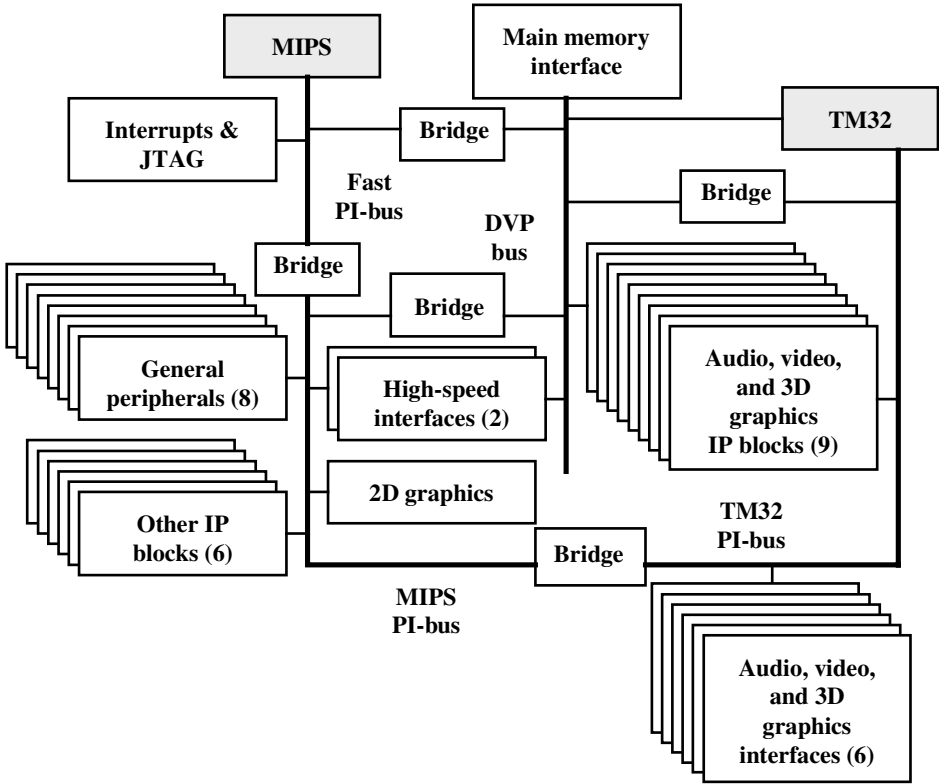 MIPS
Main memory
interface
TM32
Interrupts &
JTAG
Bridge
Fast
PI-bus
Bridge
DVP
bus
Bridge
Bridge
General
peripherals (8)
High-speed
interfaces (2)
Audio, video,
and 3D
graphics
IP blocks (9)
2D graphics
Other IP
blocks (6)
TM32
PI-bus
Bridge
MIPS
PI-bus
Audio, video,
and 3D
graphics
interfaces (6)